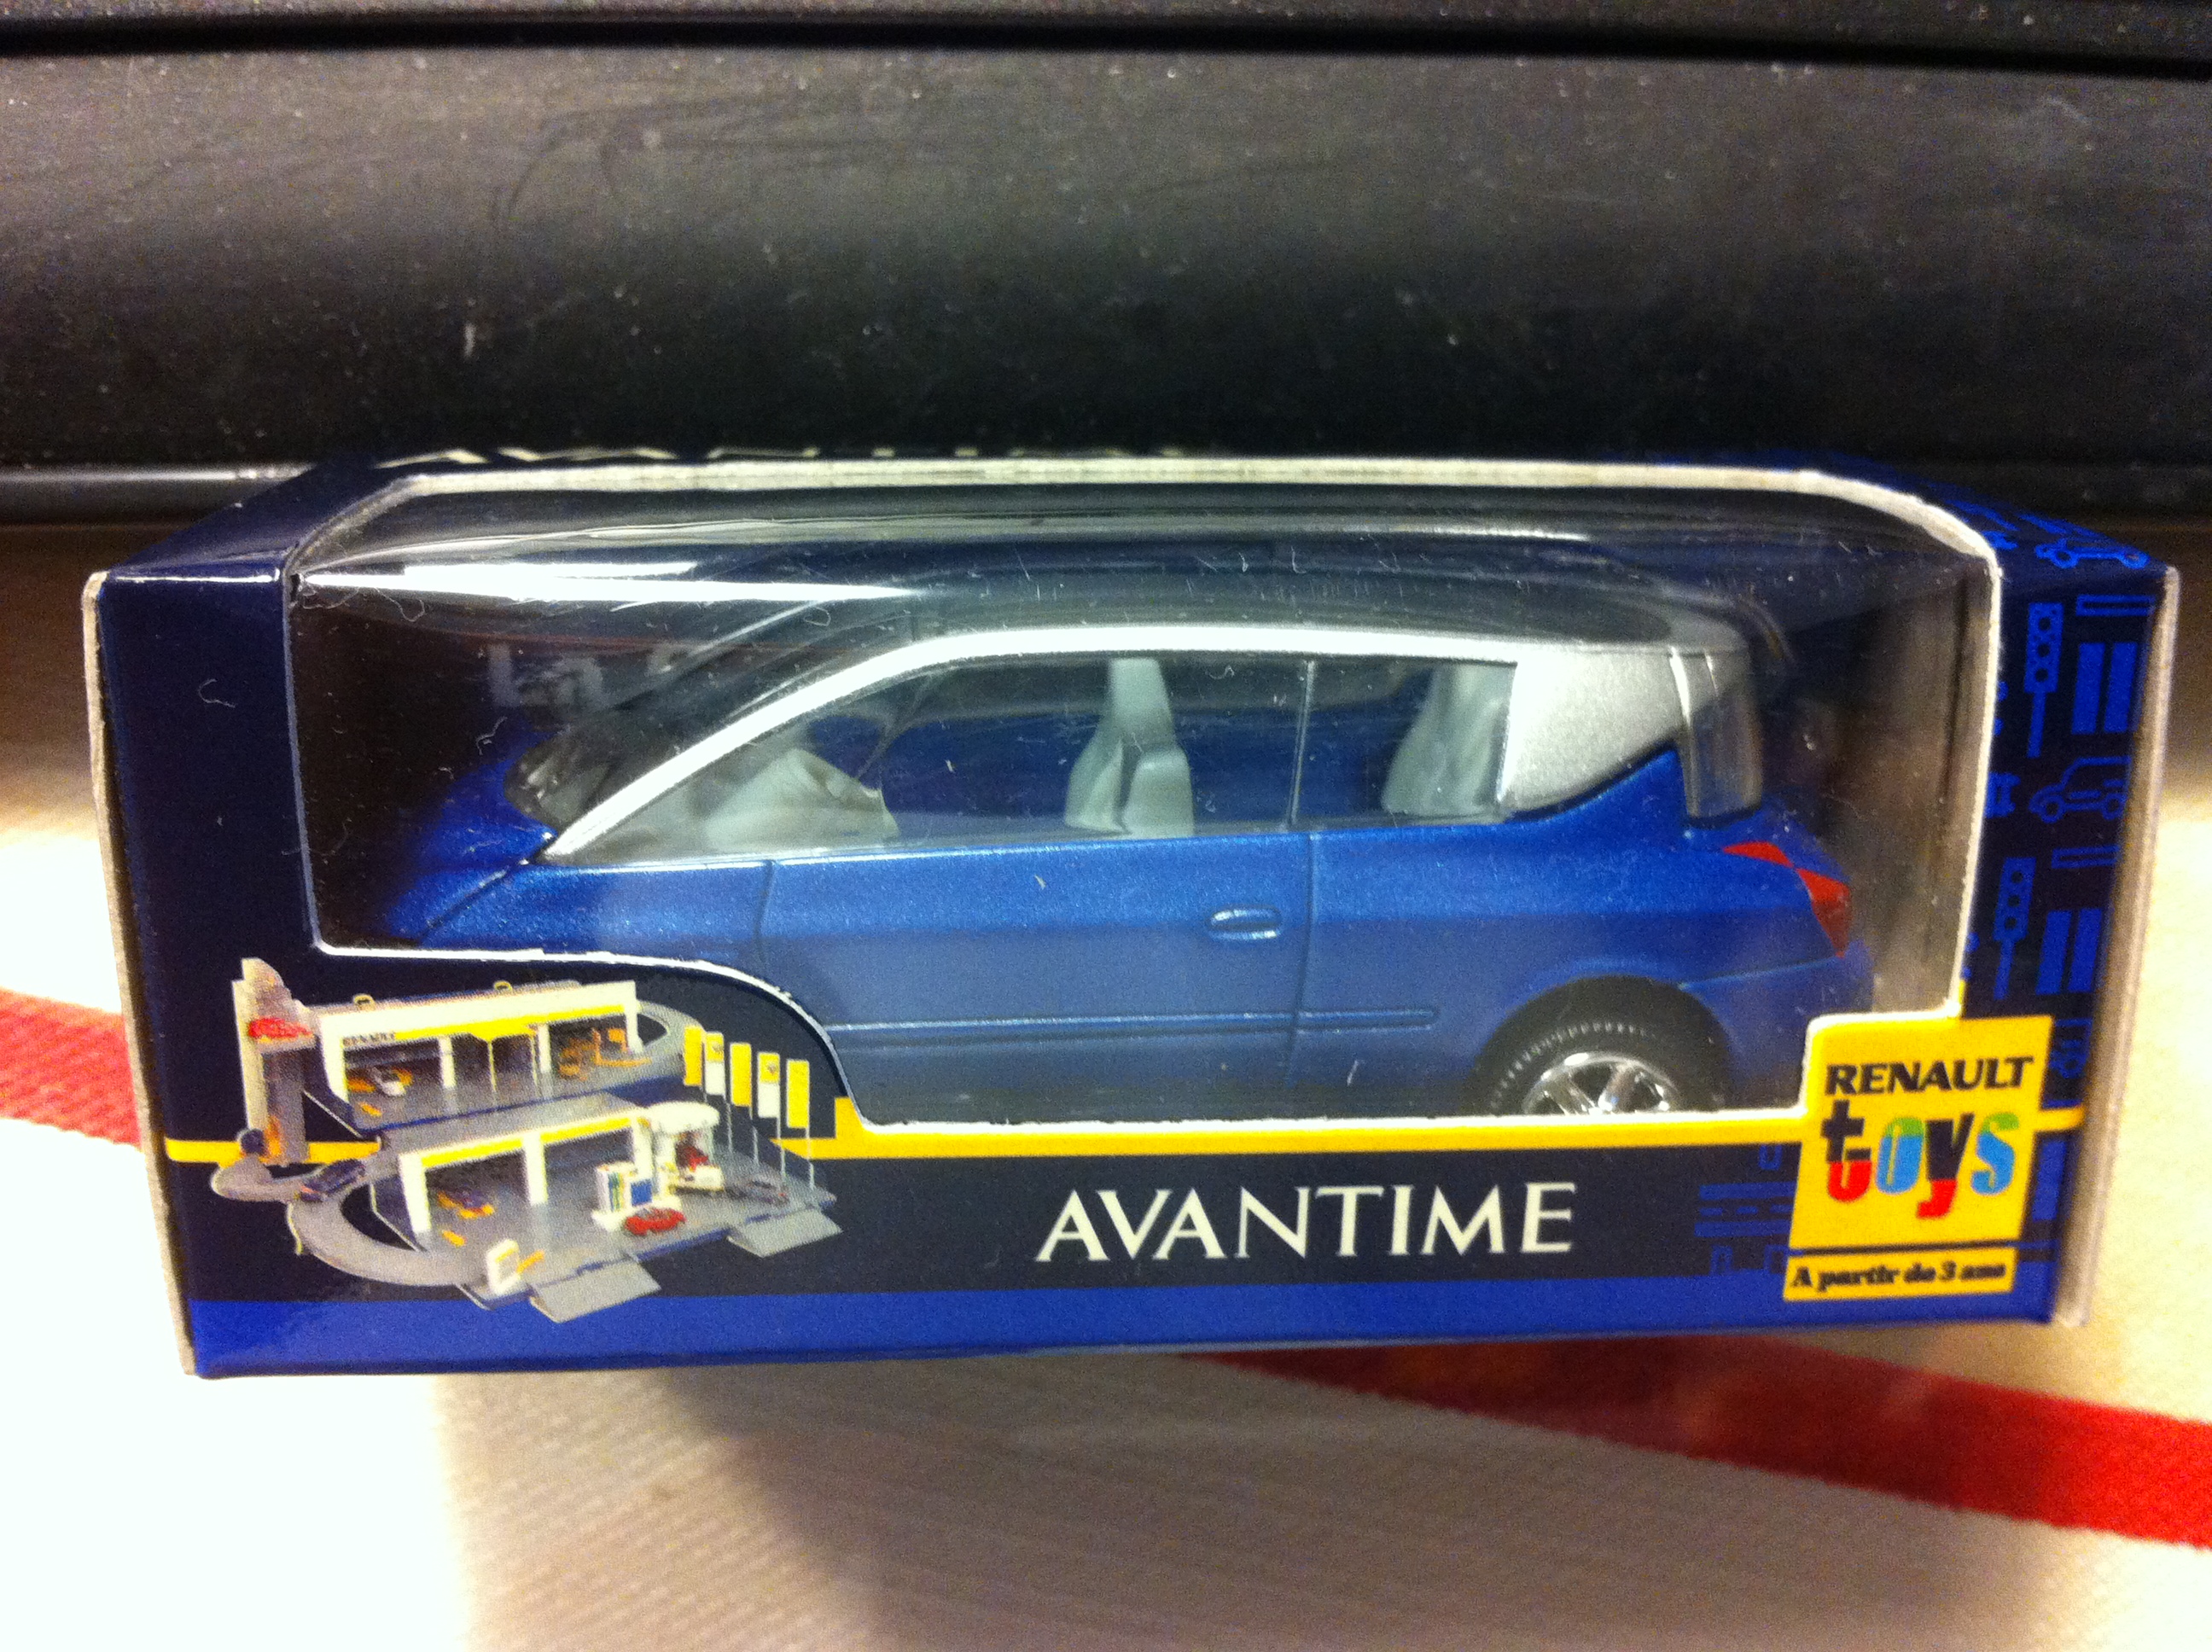 AVANTIME
RENAULT
toys
A partir de 3 ans